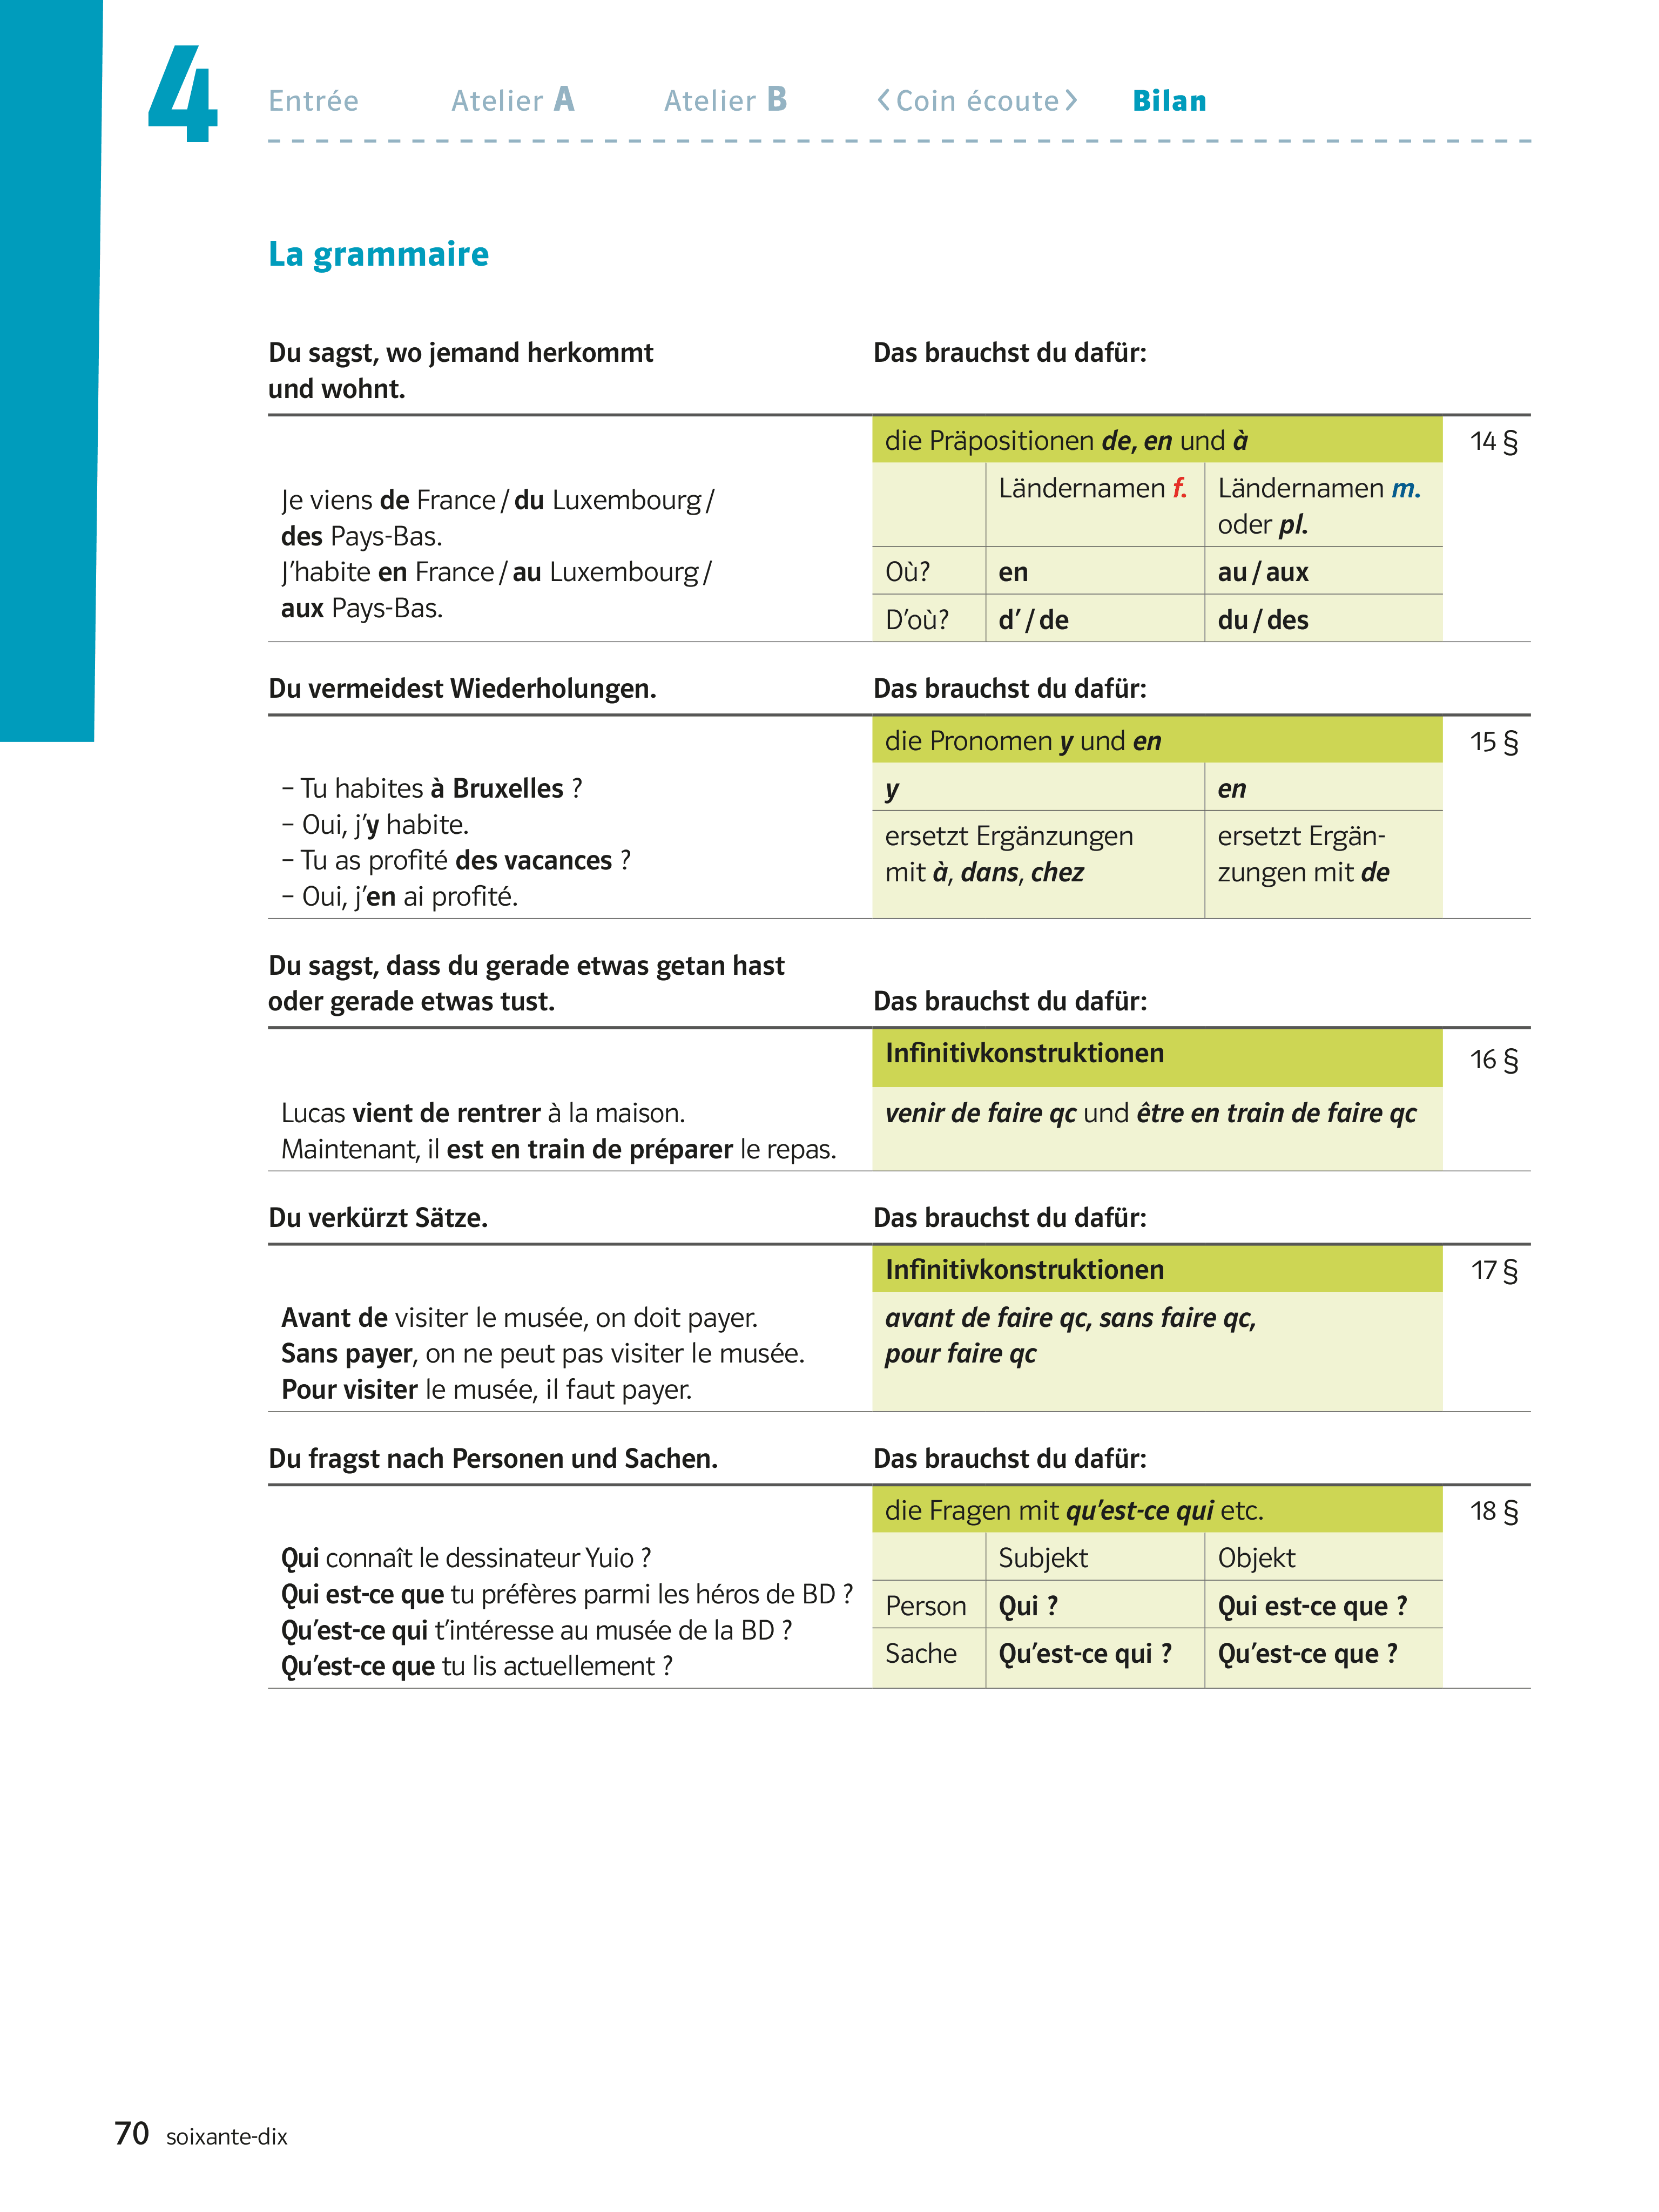 4
Entrée Atelier A Atelier B ‹Coin écoute› Bilan
La grammaire
Du sagst, wo jemand herkommt
und wohnt.
Das brauchst du dafür:
Je viens de France / du Luxembourg /
des Pays-Bas.
J’habite en France / au Luxembourg /
aux Pays-Bas.
die Präpositionen de, en und à
14 §
Ländernamen f.
Ländernamen m.
oder pl.
Où? en au / aux
D’où? d’ / de du / des
Du vermeidest Wiederholungen.
Das brauchst du dafür:
– Tu habites à Bruxelles ?
– Oui, j’y habite.
– Tu as profité des vacances ?
– Oui, j’en ai profité.
die Pronomen y und en
15 §
y
en
ersetzt Ergänzungen
mit à, dans, chez
ersetzt Ergän-
zungen mit de
Du sagst, dass du gerade etwas getan hast
oder gerade etwas tust.
Das brauchst du dafür:
Lucas vient de rentrer à la maison.
Maintenant, il est en train de préparer le repas.
Infinitivkonstruktionen
16 §
venir de faire qc und être en train de faire qc
Du verkürzt Sätze.
Das brauchst du dafür:
Avant de visiter le musée, on doit payer.
Sans payer, on ne peut pas visiter le musée.
Pour visiter le musée, il faut payer.
Infinitivkonstruktionen
17 §
avant de faire qc, sans faire qc,
pour faire qc
Du fragst nach Personen und Sachen.
Das brauchst du dafür:
Qui connaît le dessinateur Yuio ?
Qui est-ce que tu préfères parmi les héros de BD ?
Qu’est-ce qui t’intéresse au musée de la BD ?
Qu’est-ce que tu lis actuellement ?
die Fragen mit qu’est-ce qui etc.
18 §
Subjekt Objekt
Person Qui ? Qui est-ce que ?
Sache Qu’est-ce qui ? Qu’est-ce que ?
70 soixante-dix